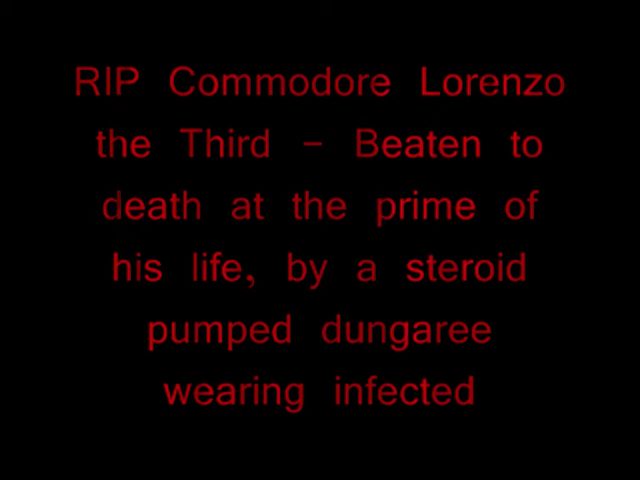 RIP Commodore Lorenzo
the Third - Beaten to
death at the prime of
his life, by a steroid
pumped dungaree
wearing infected